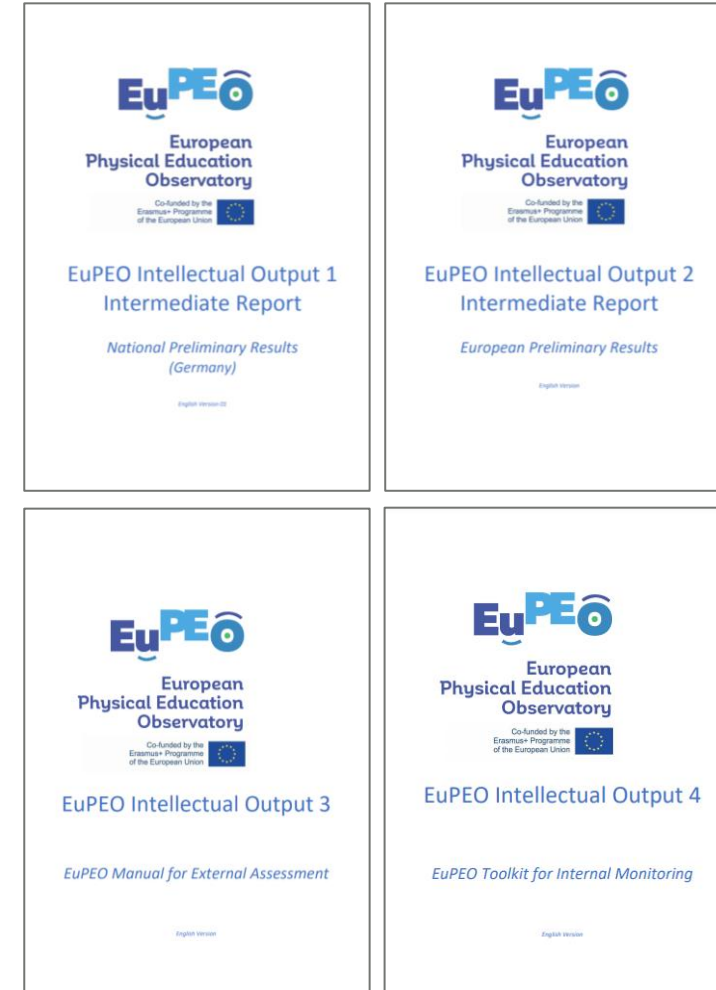 EuPEO
European
Physical Education
Observatory
Co-funded by the
Erasmus+ Programme
of the European Union
EuPEO Intellectual Output 1
Intermediate Report
National Preliminary Results
(Germany)
English Version 01
EuPEO
European
Physical Education
Observatory
Co-funded by the
Erasmus+ Programme
of the European Union
EuPEO Intellectual Output 2
Intermediate Report
European Preliminary Results
English Version
EuPEO
European
Physical Education
Observatory
Co-funded by the
Erasmus+ Programme
of the European Union
EuPEO Intellectual Output 3
EuPEO Manual for External Assessment
English Version
EuPEO
European
Physical Education
Observatory
Co-funded by the
Erasmus+ Programme
of the European Union
EuPEO Intellectual Output 4
EuPEO Toolkit for Internal Monitoring
English Version